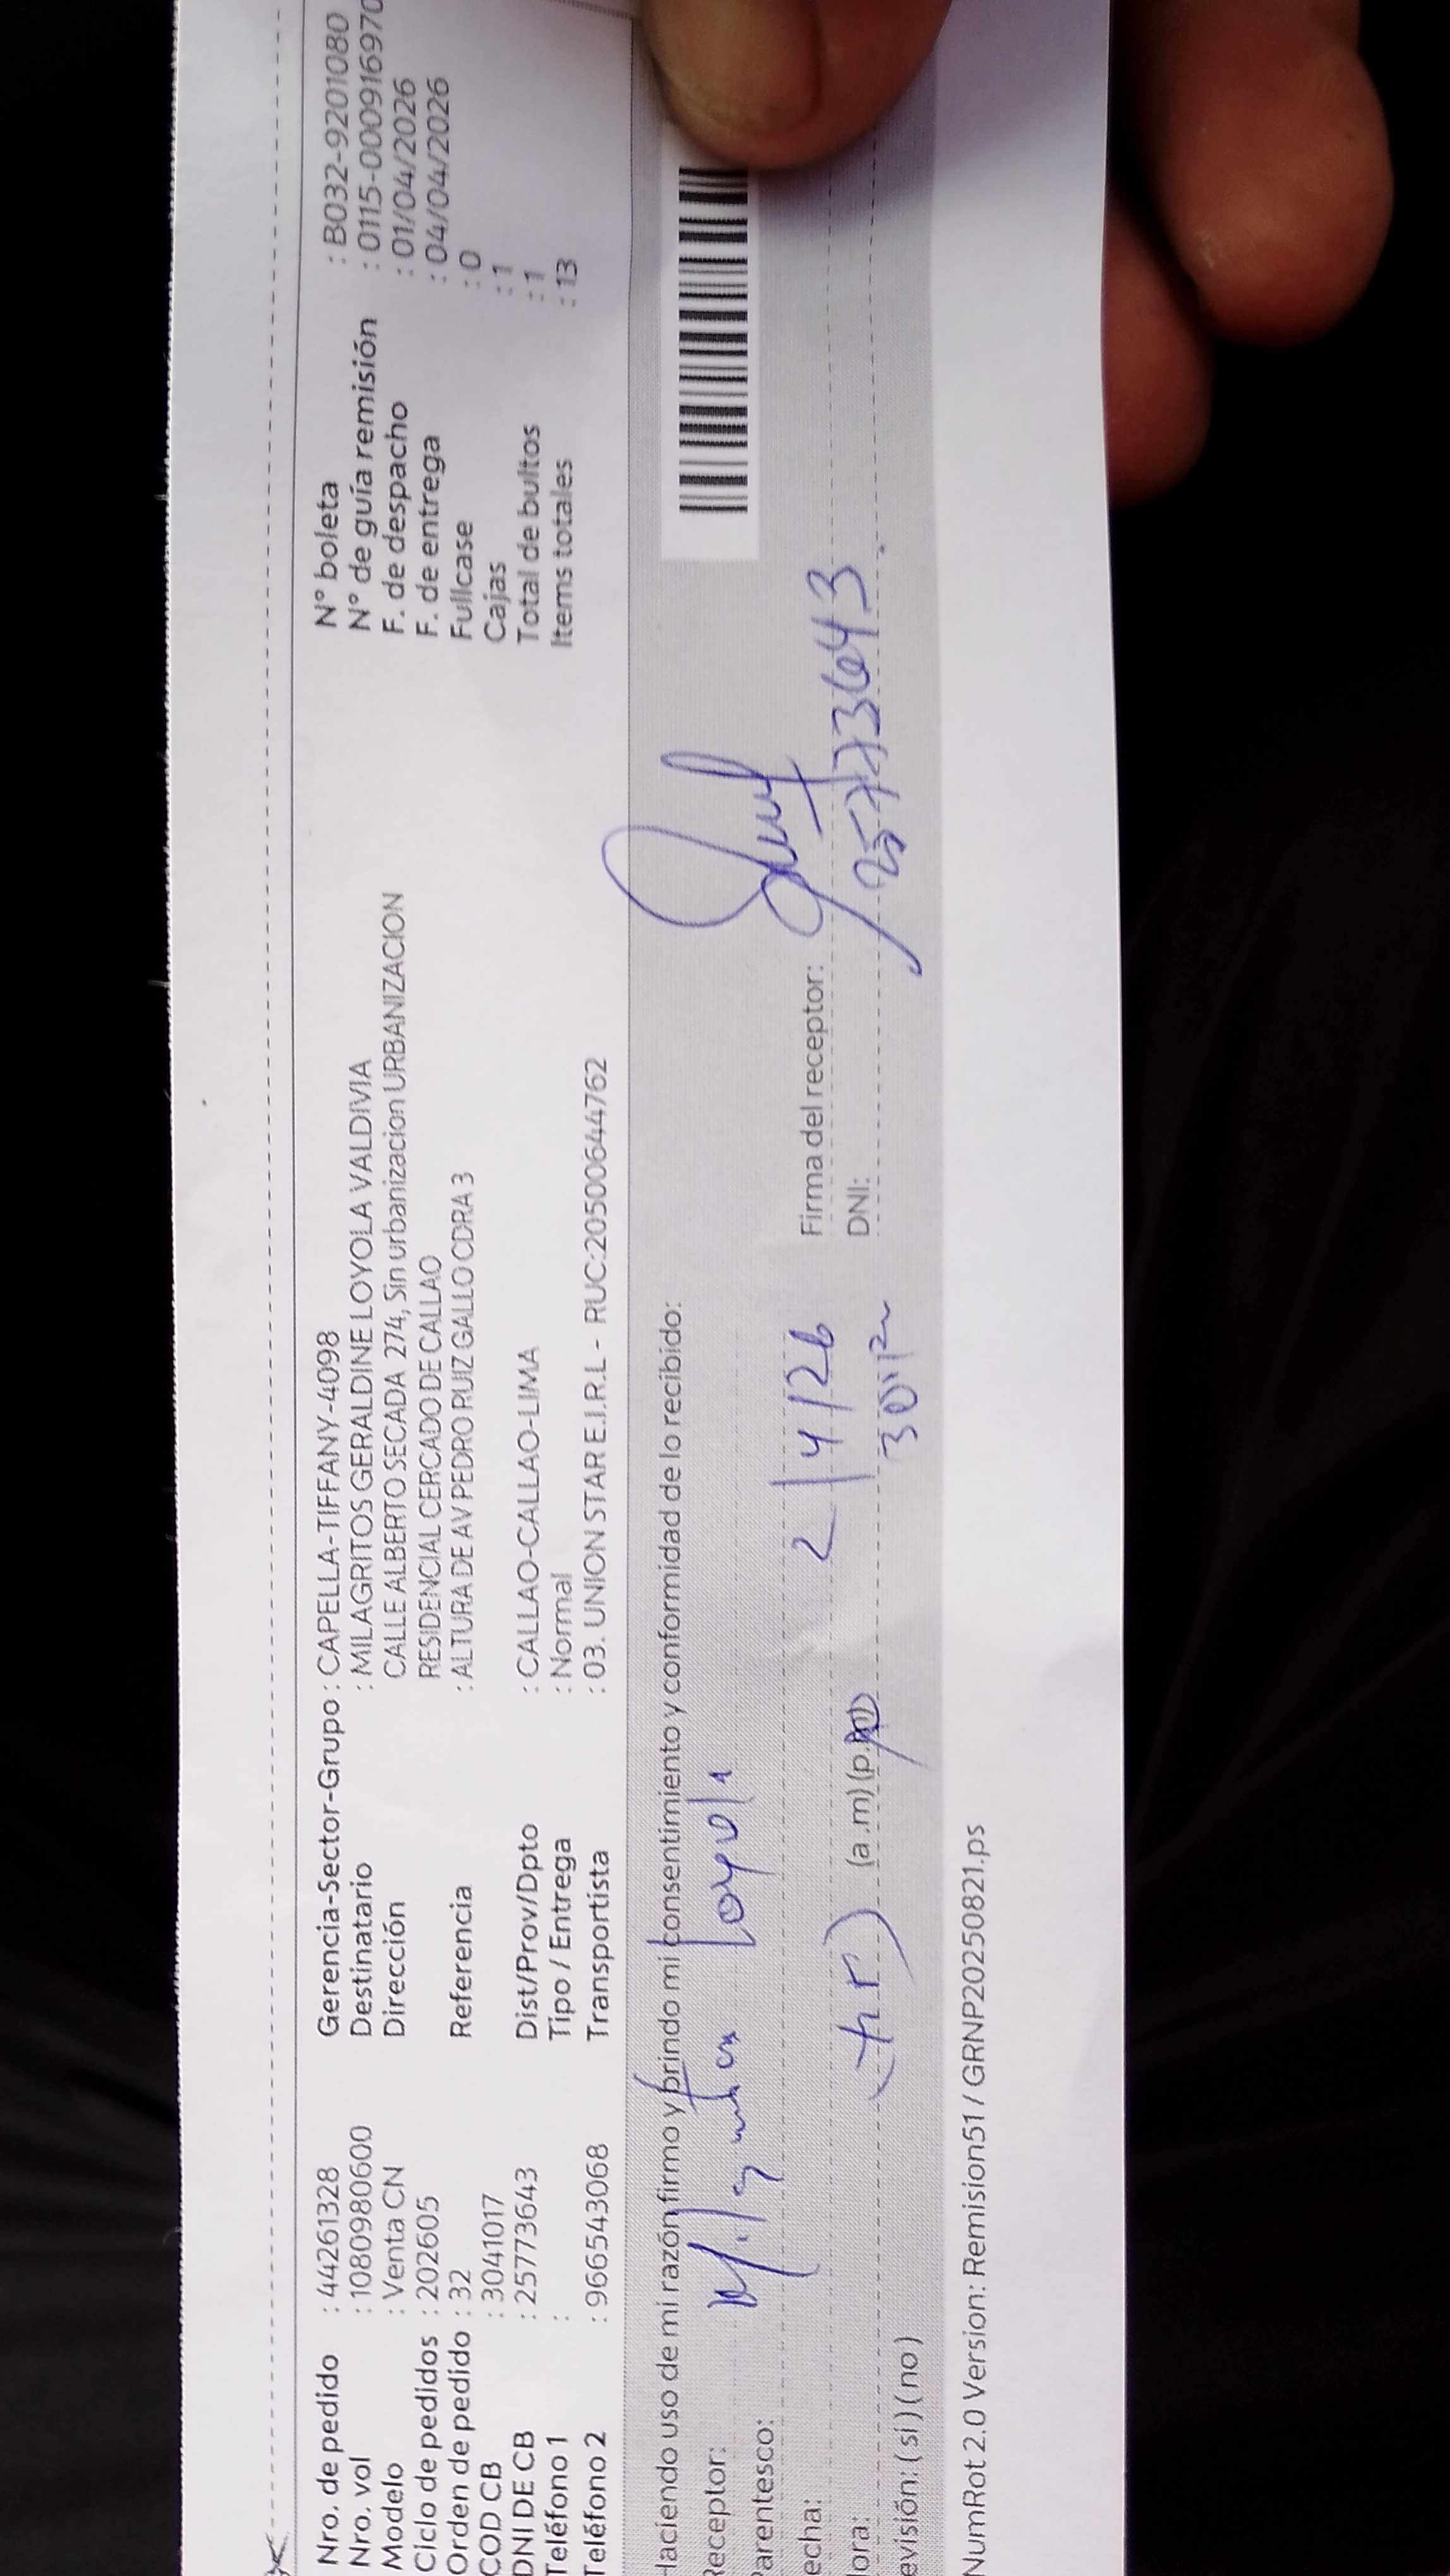 Nro. de pedido : 44261328 Gerencia-Sector-Grupo : CAPELLA-TIFFANY-4098 N° boleta : B032-9201080
Nro. vol : 1080980600 Destinatario : MILAGRITOS GERALDINE LOYOLA VALDIVIA N° de guía remisión : 0115-000916970
Modelo : Venta CN Dirección CALLE ALBERTO SECADA 274, Sin urbanizacion URBANIZACION F. de despacho : 01/04/2026
Ciclo de pedidos : 202605 RESIDENCIAL CERCADO DE CALLAO F. de entrega : 04/04/2026
Orden de pedido : 32 Referencia : ALTURA DE AV PEDRO RUIZ GALLO CDRA 3 Fullcase : 0
COD CB : 3041017 Cajas : 1
DNI DE CB : 25773643 Dist/Prov/Dpto : CALLAO-CALLAO-LIMA Total de bultos : 1
Teléfono 1 : Tipo / Entrega : Normal Items totales : 13
Teléfono 2 : 966543068 Transportista : 03. UNION STAR E.I.R.L - RUC:20500644762
Haciendo uso de mi razón firmo y brindo mi consentimiento y conformidad de lo recibido:
Receptor: Loyola
Parentesco:
echa: 2/4/26 Firma del receptor:
ora: (a.m) (p. DNI: 25773643
evisión: ( sí ) ( no )
NumRot 2.0 Version: Remision51 / GRNP20250821.ps